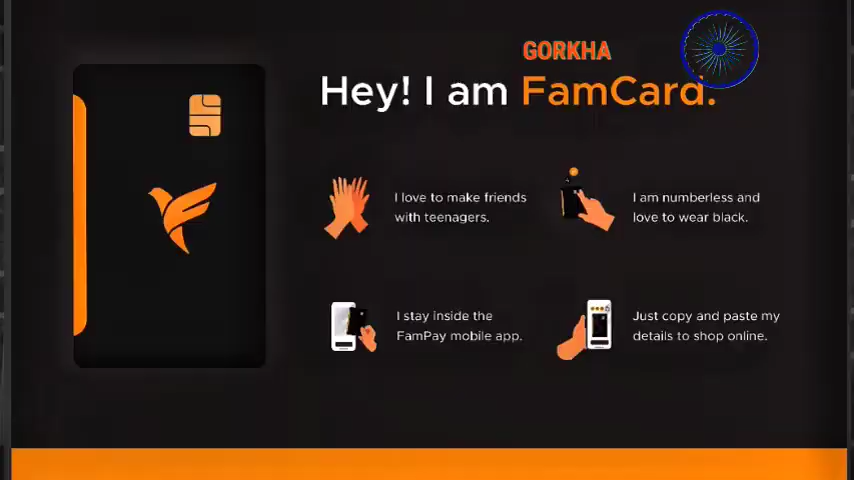 GORKHA
Hey! I am FamCard.
I love to make friends
with teenagers.
I am numberless and
love to wear black.
I stay inside the
FamPay mobile app.
Just copy and paste my
details to shop online.